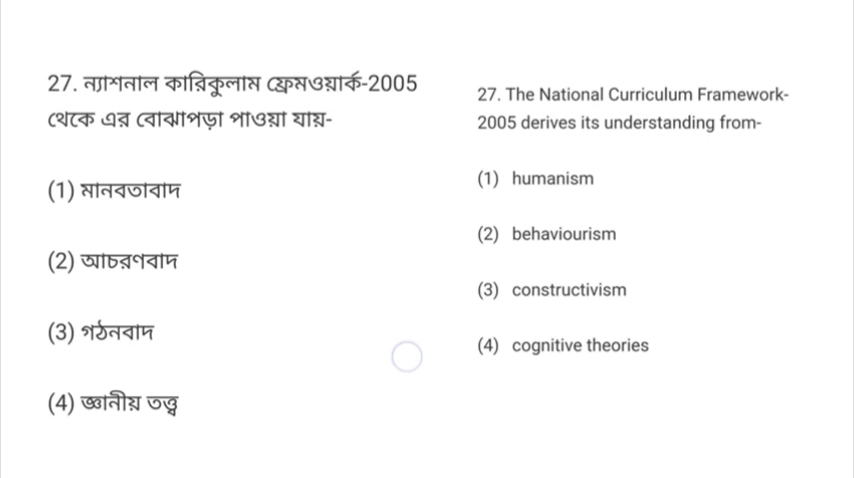 27. ন্যাশনাল কারিকুলাম ফ্রেমওয়ার্ক-2005
থেকে এর বোঝাপড়া পাওয়া যায়-
(1) মানবতাবাদ
(2) আচরণবাদ
(3) গঠনবাদ
(4) জ্ঞানীয় তত্ত্ব
27. The National Curriculum Framework-
2005 derives its understanding from-
(1) humanism
(2) behaviourism
(3) constructivism
(4) cognitive theories